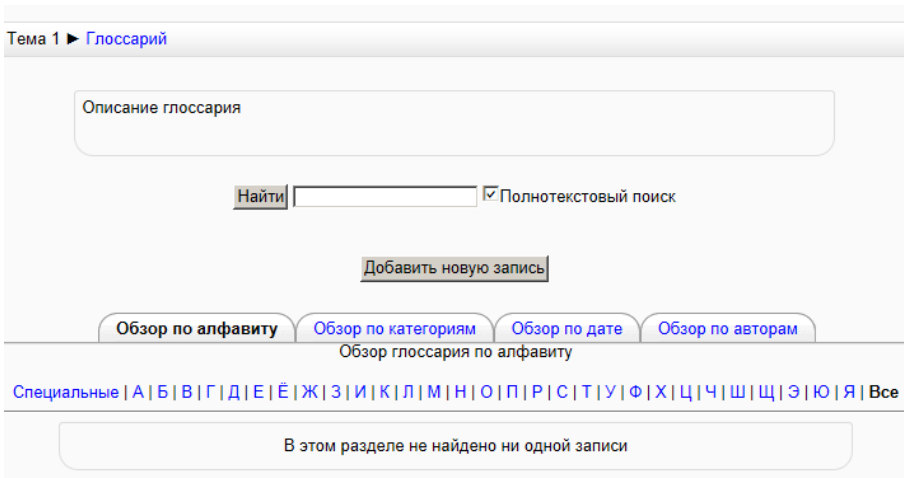 Тема 1 ► Глоссарий
Описание глоссария
Найти Полнотекстовый поиск
Добавить новую запись
Обзор по алфавиту Обзор по категориям Обзор по дате Обзор по авторам
Обзор глоссария по алфавиту
Специальные | А | Б | В | Г | Д | Е | Ё | Ж | З | И | К | Л | М | Н | О | П | Р | С | Т | У | Ф | Х | Ц | Ч | Ш | Щ | Э | Ю | Я | Все
В этом разделе не найдено ни одной записи